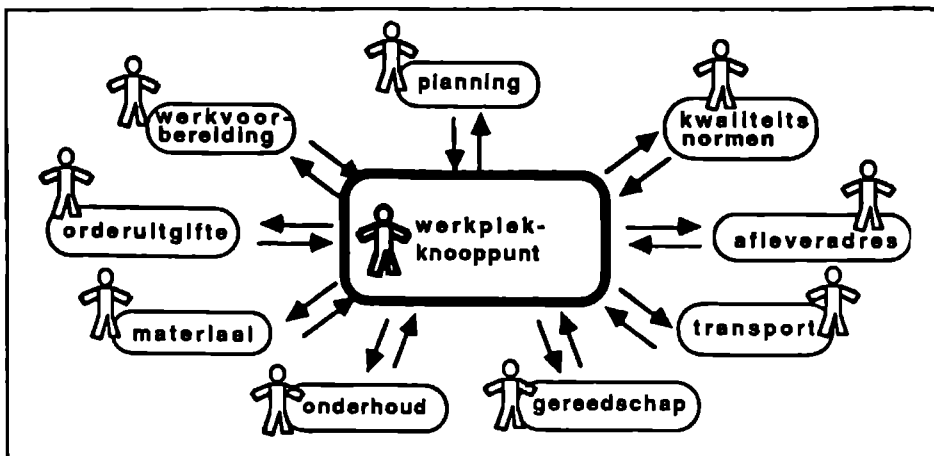 planning
werkvoor-
bereiding
kwaliteits
normen
orderuitgifte
werkplek-
knooppunt
afleveradres
materiaal
transport
onderhoud
gereedschap